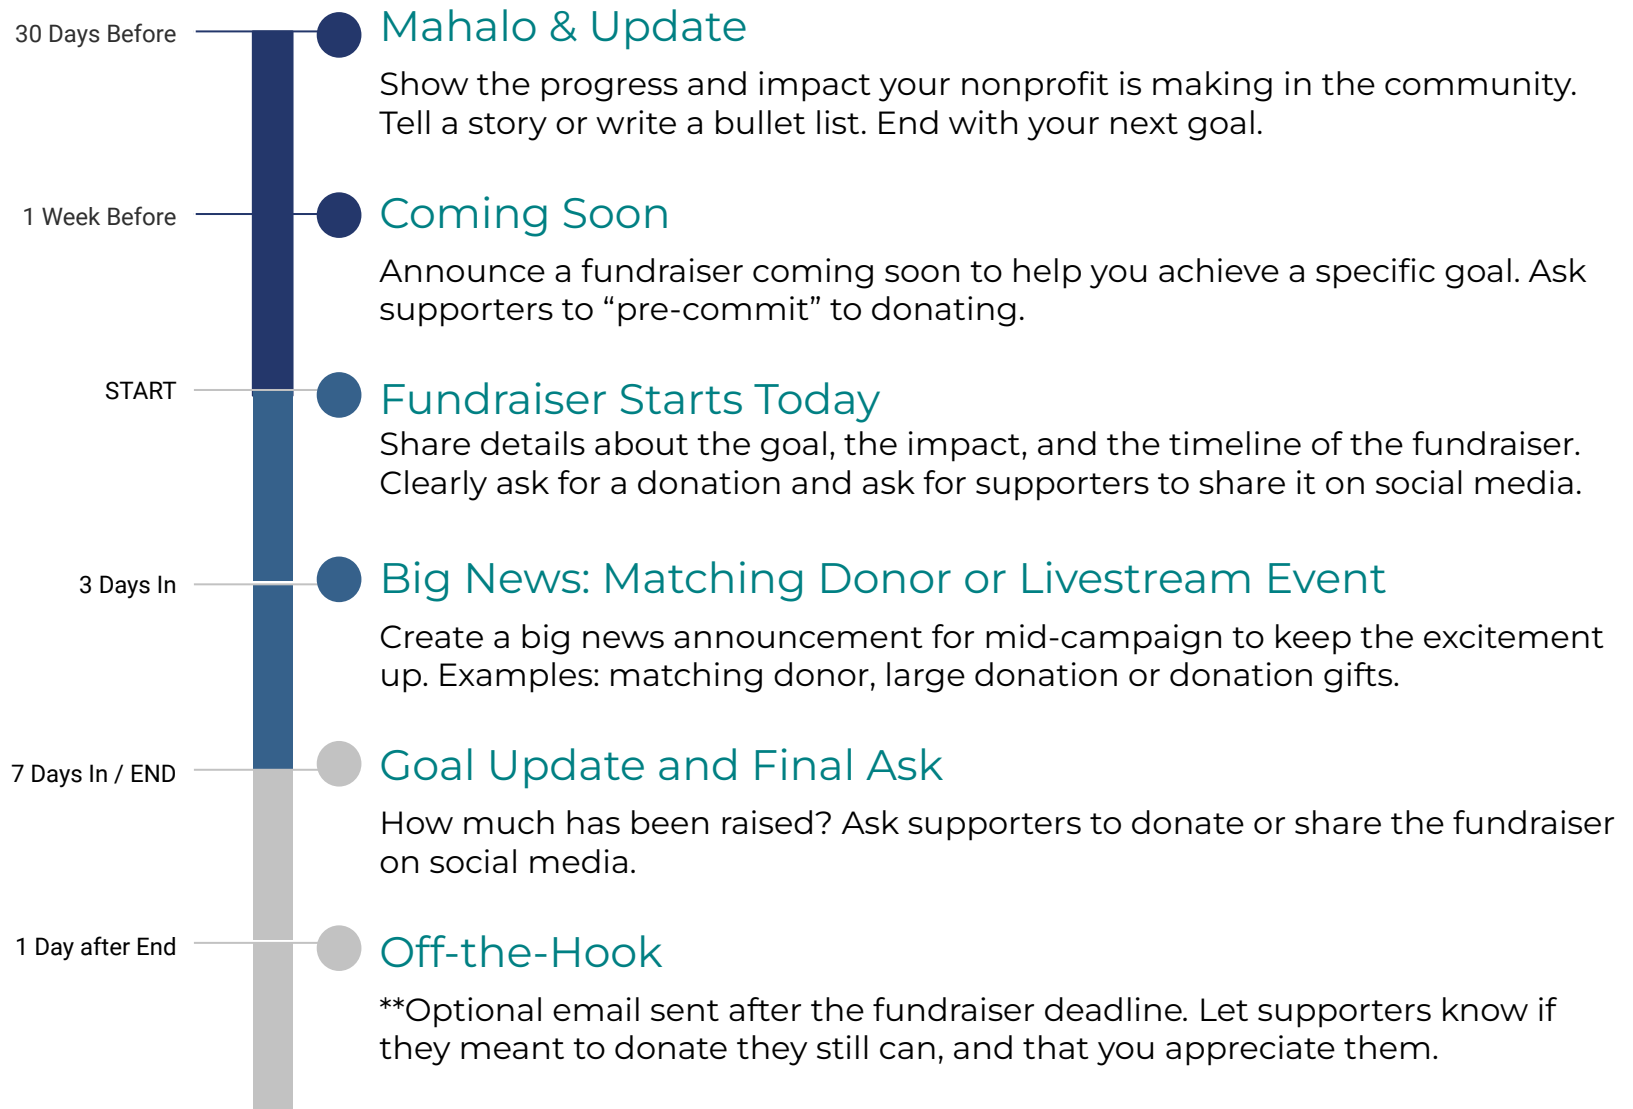 30 Days Before
Mahalo & Update
Show the progress and impact your nonprofit is making in the community.
Tell a story or write a bullet list. End with your next goal.
1 Week Before
Coming Soon
Announce a fundraiser coming soon to help you achieve a specific goal. Ask
supporters to “pre-commit” to donating.
START
Fundraiser Starts Today
Share details about the goal, the impact, and the timeline of the fundraiser.
Clearly ask for a donation and ask for supporters to share it on social media.
3 Days In
Big News: Matching Donor or Livestream Event
Create a big news announcement for mid-campaign to keep the excitement
up. Examples: matching donor, large donation or donation gifts.
7 Days In / END
Goal Update and Final Ask
How much has been raised? Ask supporters to donate or share the fundraiser
on social media.
1 Day after End
Off-the-Hook
**Optional email sent after the fundraiser deadline. Let supporters know if
they meant to donate they still can, and that you appreciate them.